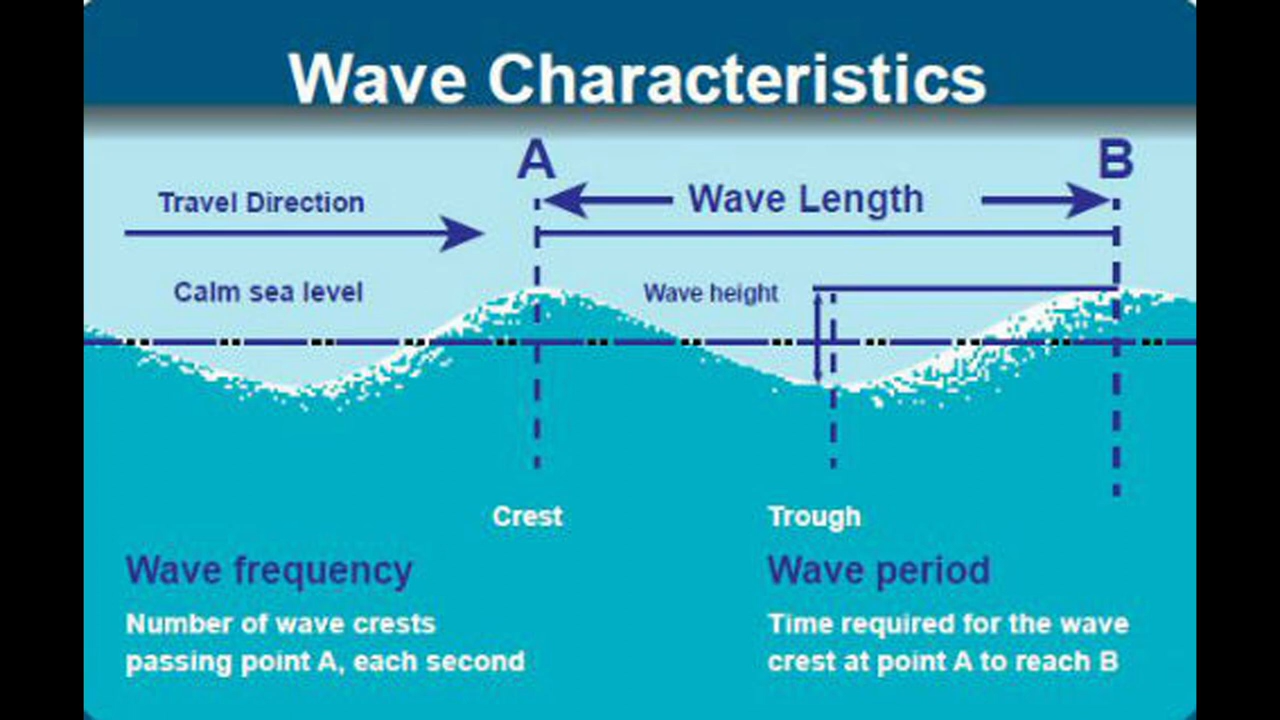 Wave Characteristics
A
B
Travel Direction
Wave Length
Calm sea level
Wave height
Crest
Trough
Wave frequency
Number of wave crests
passing point A, each second
Wave period
Time required for the wave
crest at point A to reach B